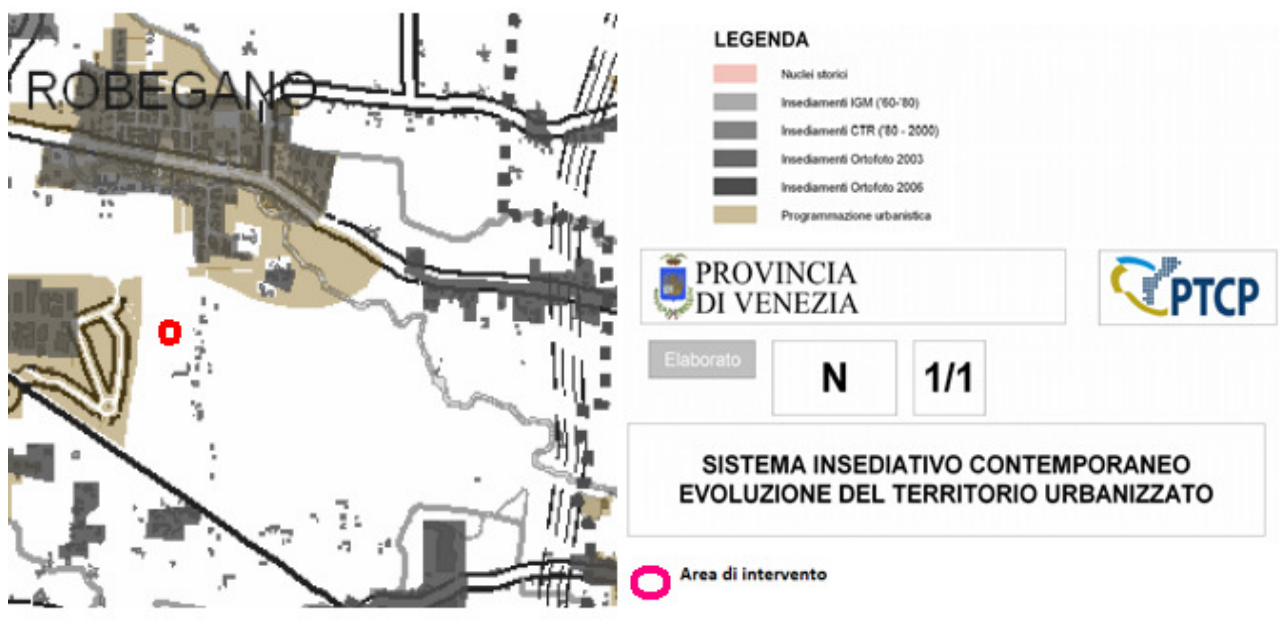 ROBEGANO
LEGENDA
Nuclei storici
Insediamenti IGM ('60-'80)
Insediamenti CTR ('80 - 2000)
Insediamenti Ortofoto 2003
Insediamenti Ortofoto 2006
Programmazione urbanistica
PROVINCIA
DI VENEZIA
PTCP
Elaborato
N
1/1
SISTEMA INSEDIATIVO CONTEMPORANEO
EVOLUZIONE DEL TERRITORIO URBANIZZATO
Area di intervento